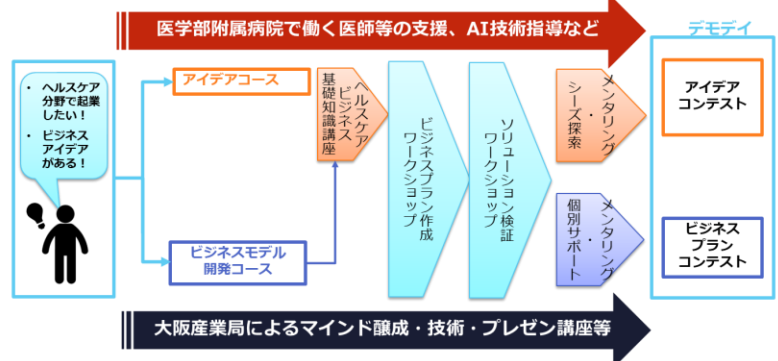 医学部附属病院で働く医師等の支援、AI技術指導など
デモデイ
・ ヘルスケア
分野で起業
したい！
・ ビジネス
アイデア
がある！
アイデアコース
ビジネスモデル
開発コース
ヘルスケア
ビジネス
基礎知識講座
ビジネスプラン作成
ワークショップ
ソリューション検証
ワークショップ
メンタリング
・
シーズ探索
メンタリング
・
個別サポート
アイデア
コンテスト
ビジネス
プラン
コンテスト
大阪産業局によるマインド醸成・技術・プレゼン講座等